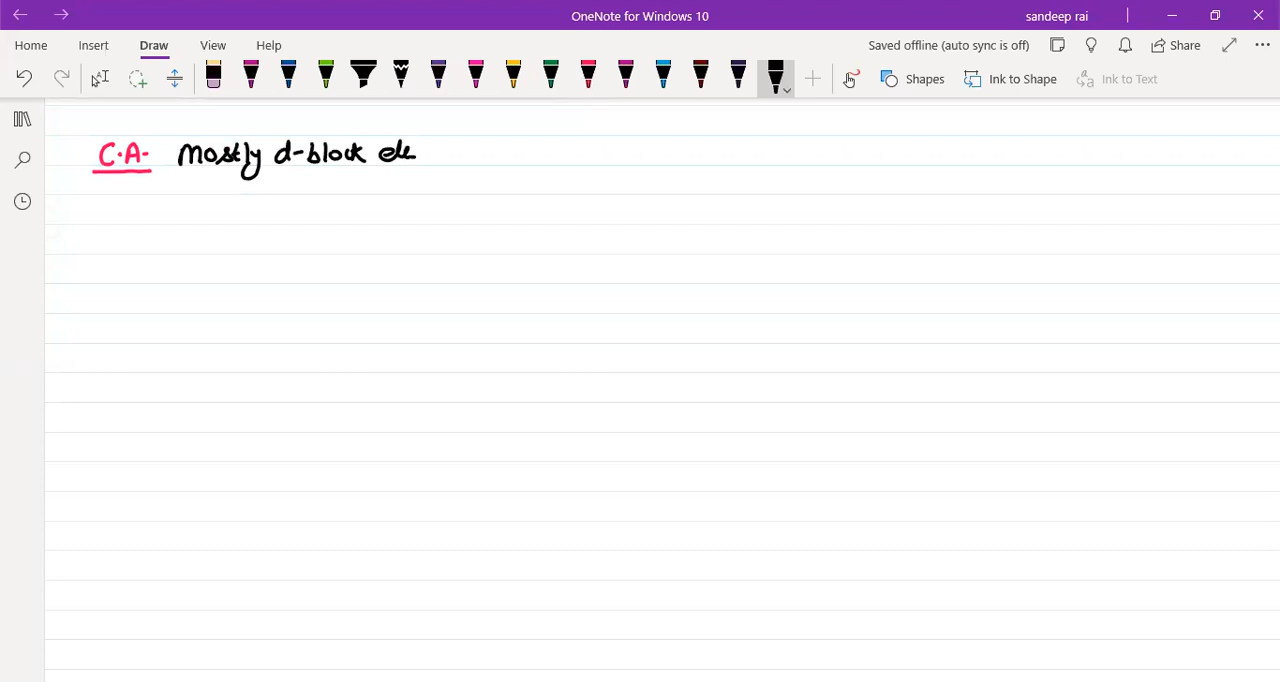 OneNote for Windows 10
sandeep rai
Home Insert Draw View Help
Saved offline (auto sync is off) Share
Shapes Ink to Shape Ink to Text
C.A. Mostly d-block ele